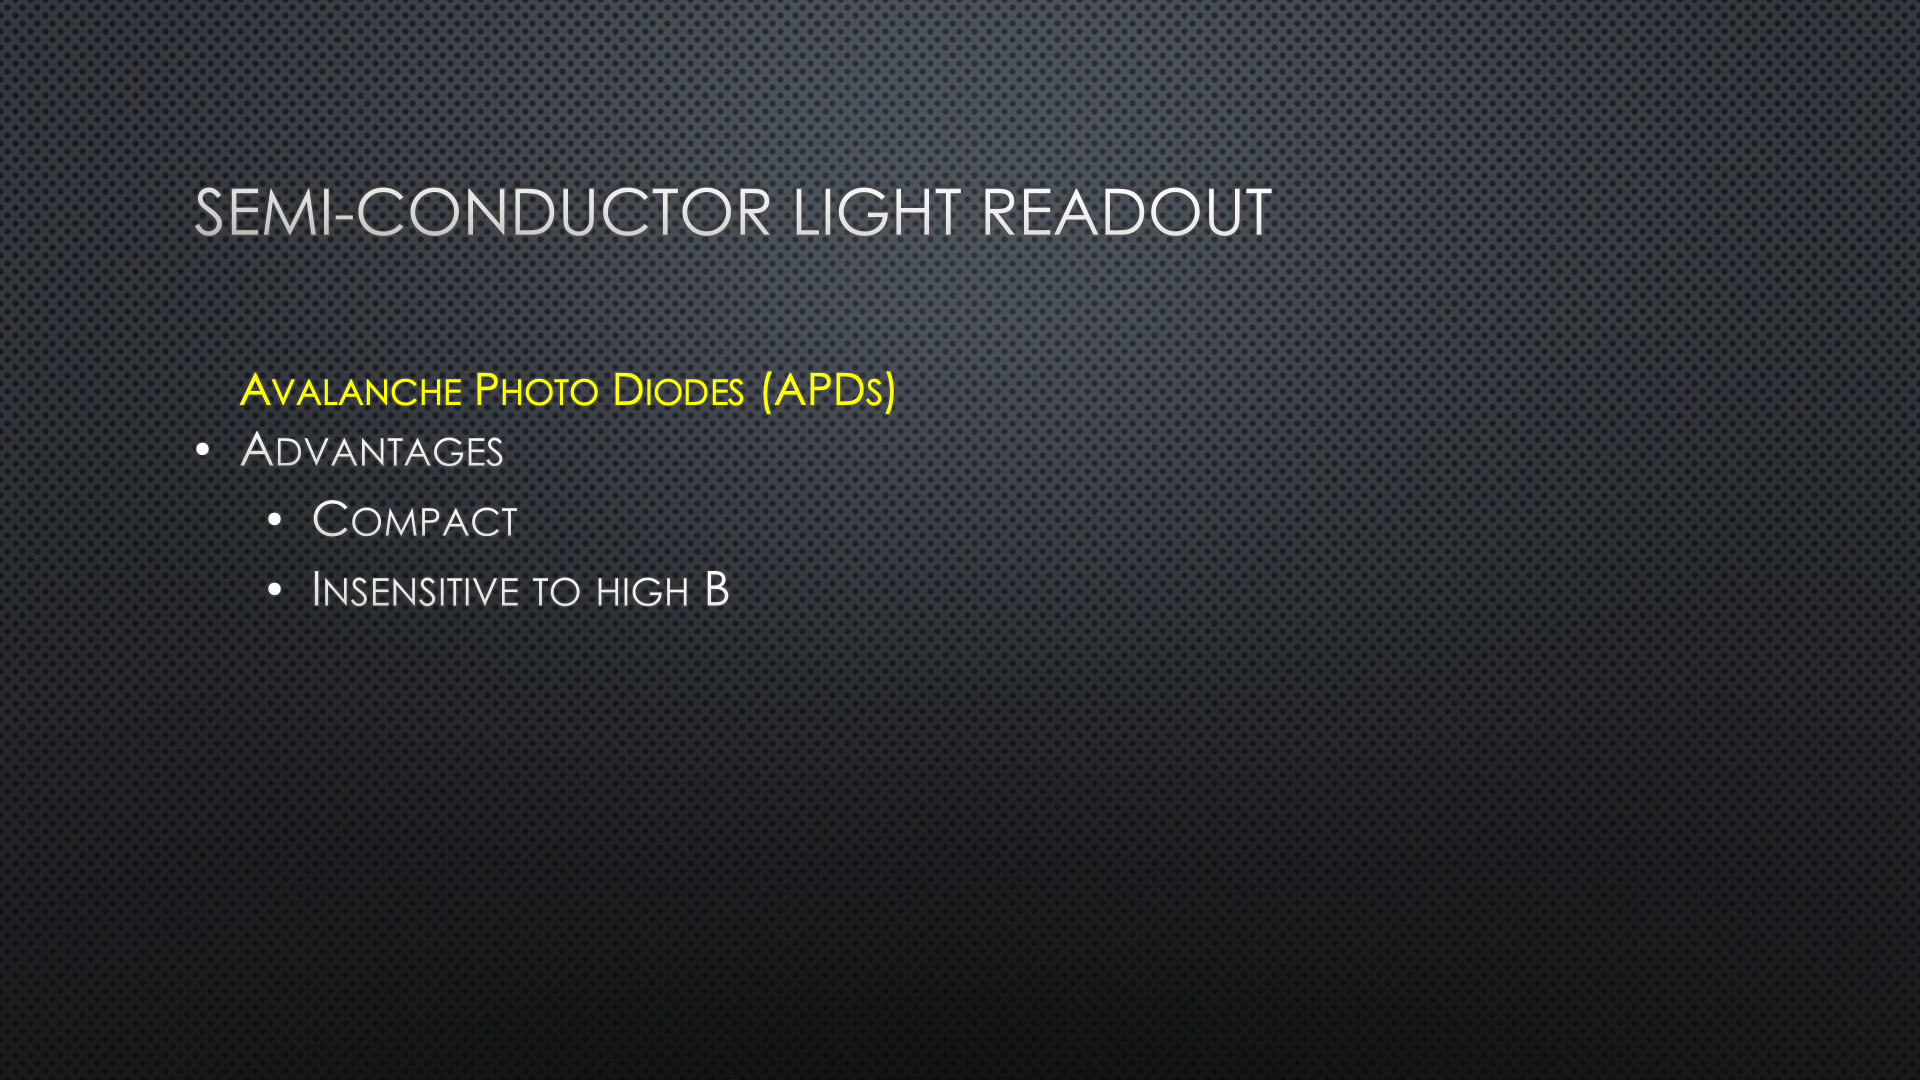 SEMI-CONDUCTOR LIGHT READOUT
Avalanche Photo Diodes (APDs)
• Advantages
• Compact
• Insensitive to high B